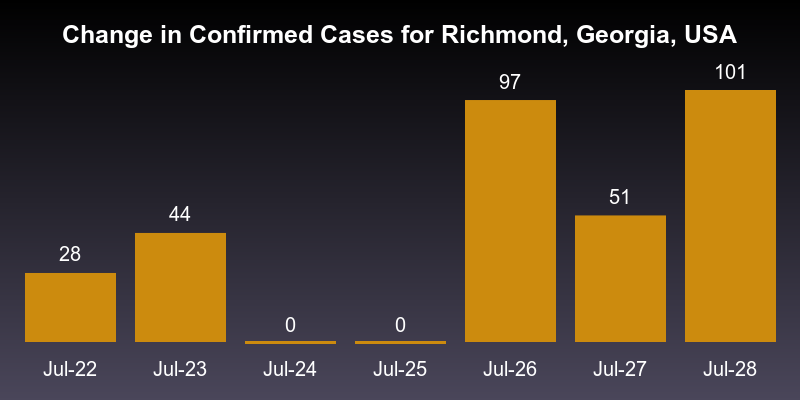 Change in Confirmed Cases for Richmond, Georgia, USA
28
44
0
0
97
51
101
Jul-22
Jul-23
Jul-24
Jul-25
Jul-26
Jul-27
Jul-28